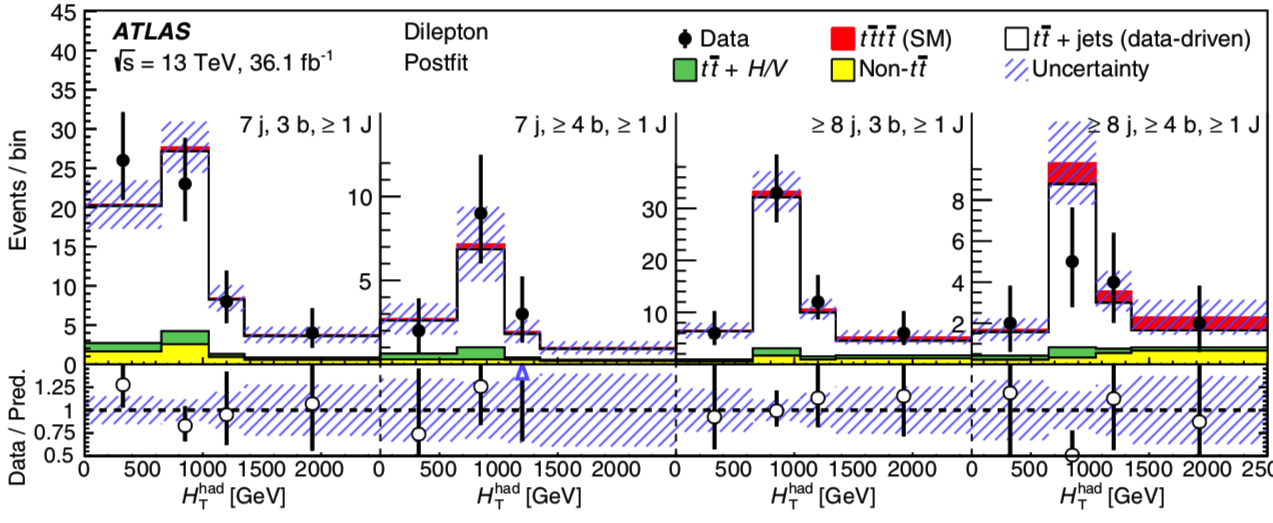 ATLAS
√s = 13 TeV, 36.1 fb⁻¹
Dilepton
Postfit
Data
tt̄tt̄ (SM)
tt̄ + jets (data-driven)
tt̄ + H/V
Non-tt̄
Uncertainty
7 j, 3 b, ≥ 1 J
7 j, ≥ 4 b, ≥ 1 J
≥ 8 j, 3 b, ≥ 1 J
≥ 8 j, ≥ 4 b, ≥ 1 J
Events / bin
45
40
35
30
25
20
15
10
5
0
10
5
30
20
10
8
6
4
2
Data / Pred.
1.25
1
0.75
0.5
0 500 1000 1500 2000 0 500 1000 1500 2000 0 500 1000 1500 2000 0 500 1000 1500 2000 250
H_T^had [GeV] H_T^had [GeV] H_T^had [GeV] H_T^had [GeV]